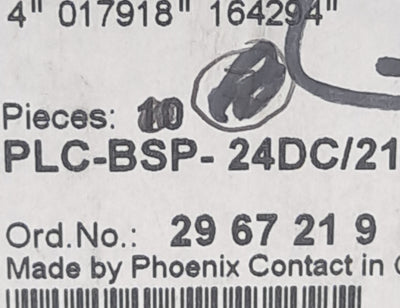 4" 017918" 164294"
Pieces: 10
PLC-BSP- 24DC/21
Ord.No.: 29 67 21 9
Made by Phoenix Contact in